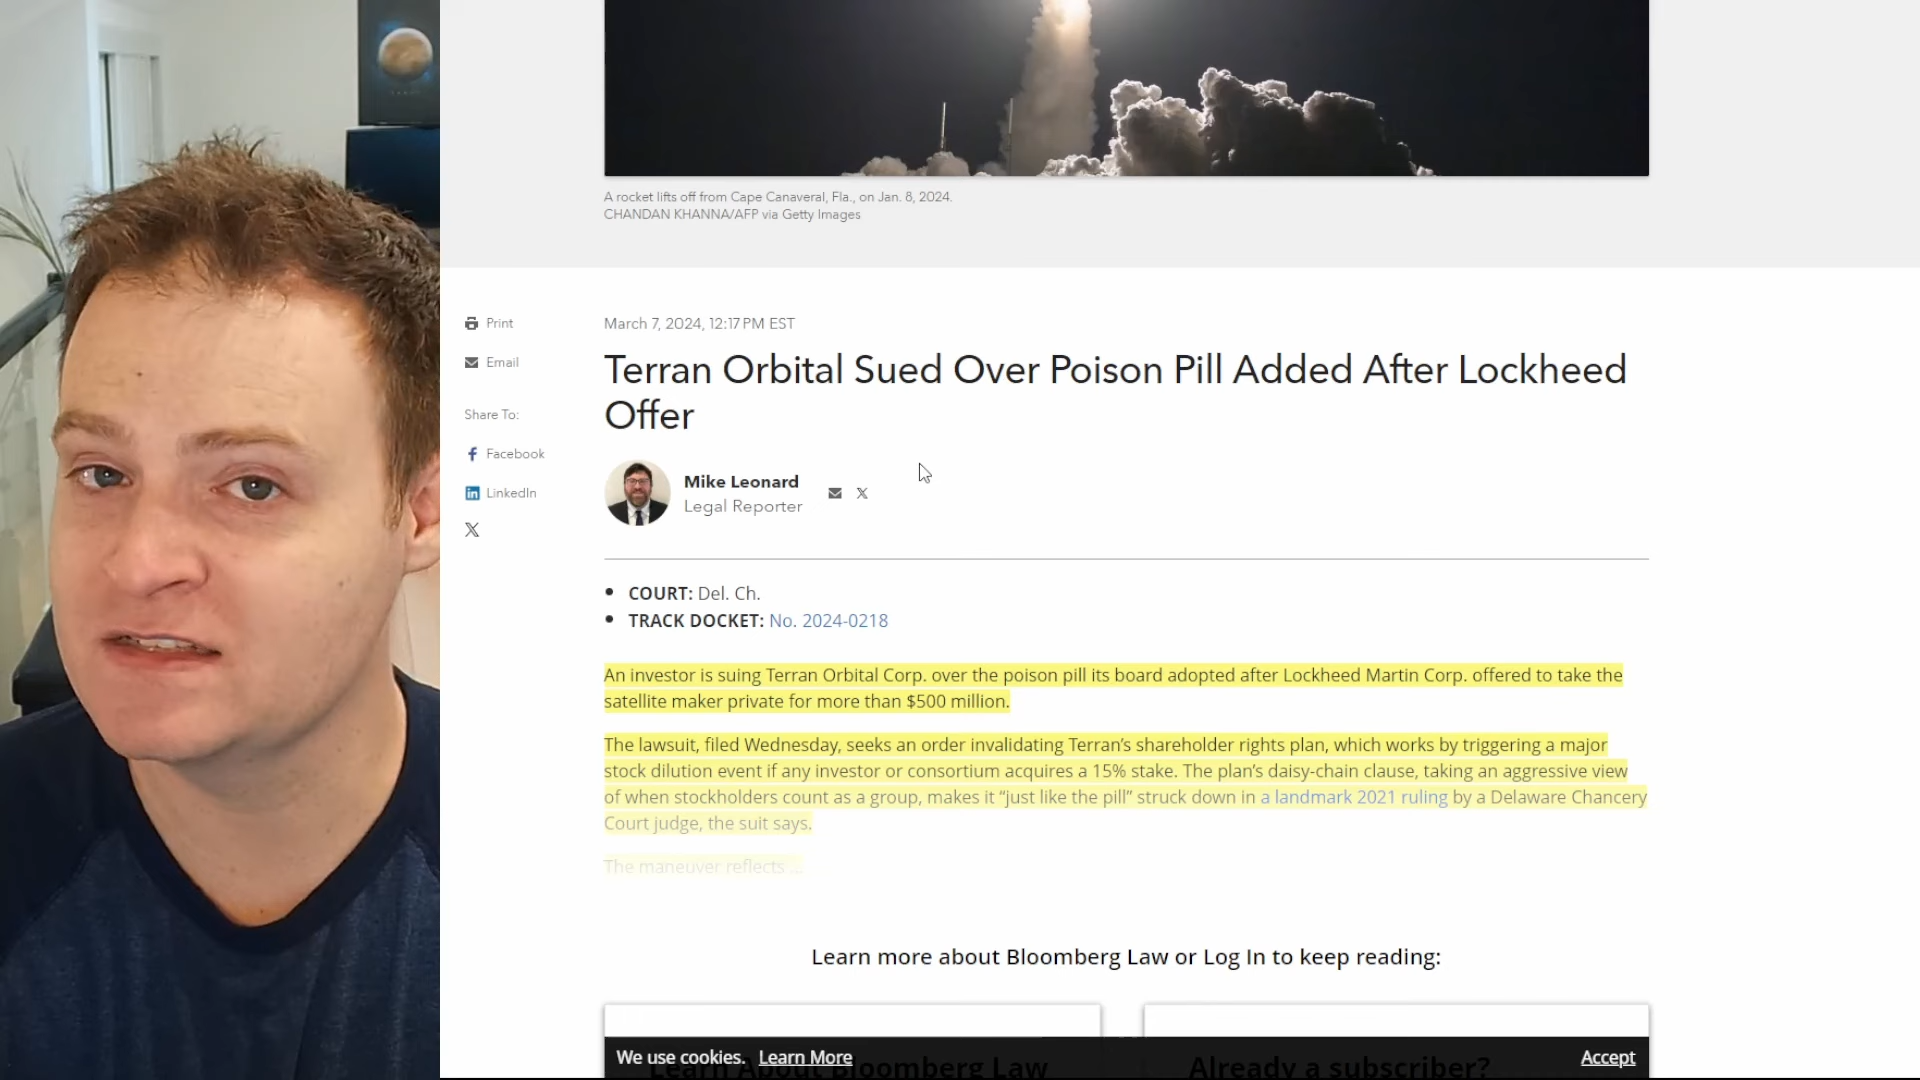 A rocket lifts off from Cape Canaveral, Fla., on Jan. 8, 2024.
CHANDAN KHANNA/AFP via Getty Images
Print
Email
Share To:
Facebook
LinkedIn
March 7, 2024, 12:17 PM EST
Terran Orbital Sued Over Poison Pill Added After Lockheed
Offer
Mike Leonard
Legal Reporter
• COURT: Del. Ch.
• TRACK DOCKET: No. 2024-0218
An investor is suing Terran Orbital Corp. over the poison pill its board adopted after Lockheed Martin Corp. offered to take the
satellite maker private for more than $500 million.
The lawsuit, filed Wednesday, seeks an order invalidating Terran’s shareholder rights plan, which works by triggering a major
stock dilution event if any investor or consortium acquires a 15% stake. The plan’s daisy-chain clause, taking an aggressive view
of when stockholders count as a group, makes it “just like the pill” struck down in a landmark 2021 ruling by a Delaware Chancery
Court judge, the suit says.
The maneuver reflects ...
Learn more about Bloomberg Law or Log In to keep reading:
Learn About Bloomberg Law
Already a subscriber?
We use cookies. Learn More
Accept